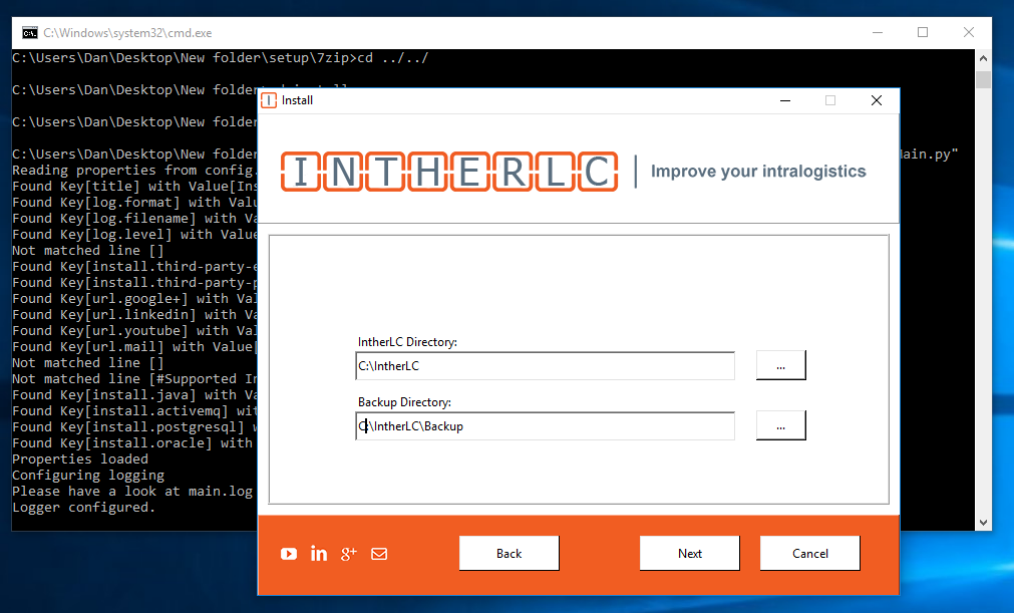 C:\Windows\system32\cmd.exe
C:\Users\Dan\Desktop\New folder\setup\7zip>cd ../../
C:\Users\Dan\Desktop\New folder
C:\Users\Dan\Desktop\New folder
C:\Users\Dan\Desktop\New folder
Main.py"
Reading properties from config.
Found Key[title] with Value[Ins
Found Key[log.format] with Valu
Found Key[log.filename] with Va
Found Key[log.level] with Value
Not matched line []
Found Key[install.third-party-e
Found Key[install.third-party-p
Found Key[url.google+] with Val
Found Key[url.linkedin] with Va
Found Key[url.youtube] with Val
Found Key[url.mail] with Value[
Not matched line []
Not matched line [#Supported In
Found Key[install.java] with Va
Found Key[install.activemq] wit
Found Key[install.postgresql] w
Found Key[install.oracle] with
Properties loaded
Configuring logging
Please have a look at main.log
Logger configured.
Install
INTHERLC | Improve your intralogistics
IntherLC Directory:
C:\IntherLC
...
Backup Directory:
C:\IntherLC\Backup
...
in g+
Back
Next
Cancel